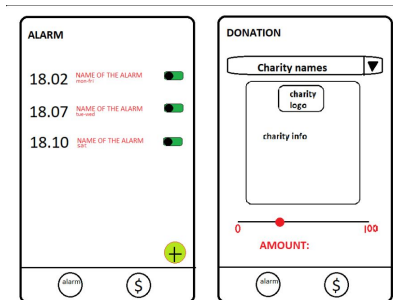 ALARM
18.02 NAME OF THE ALARM
mon-fri
18.07 NAME OF THE ALARM
tue-wed
18.10 NAME OF THE ALARM
sat
+
alarm $
DONATION
Charity names
charity
logo
charity info
0 100
AMOUNT:
alarm $